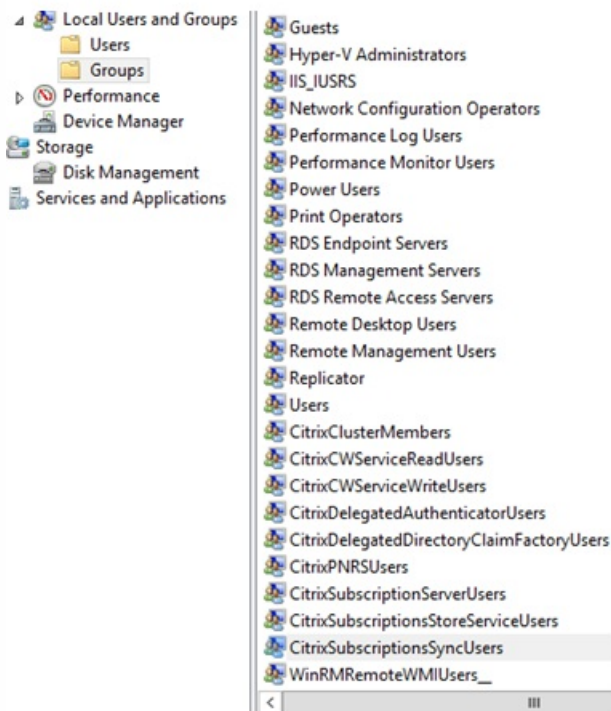 Local Users and Groups
Users
Groups
Performance
Device Manager
Storage
Disk Management
Services and Applications
Guests
Hyper-V Administrators
IIS_IUSRS
Network Configuration Operators
Performance Log Users
Performance Monitor Users
Power Users
Print Operators
RDS Endpoint Servers
RDS Management Servers
RDS Remote Access Servers
Remote Desktop Users
Remote Management Users
Replicator
Users
CitrixClusterMembers
CitrixCWServiceReadUsers
CitrixCWServiceWriteUsers
CitrixDelegatedAuthenticatorUsers
CitrixDelegatedDirectoryClaimFactoryUsers
CitrixPNRSUsers
CitrixSubscriptionServerUsers
CitrixSubscriptionsStoreServiceUsers
CitrixSubscriptionsSyncUsers
WinRMRemoteWMIUsers__